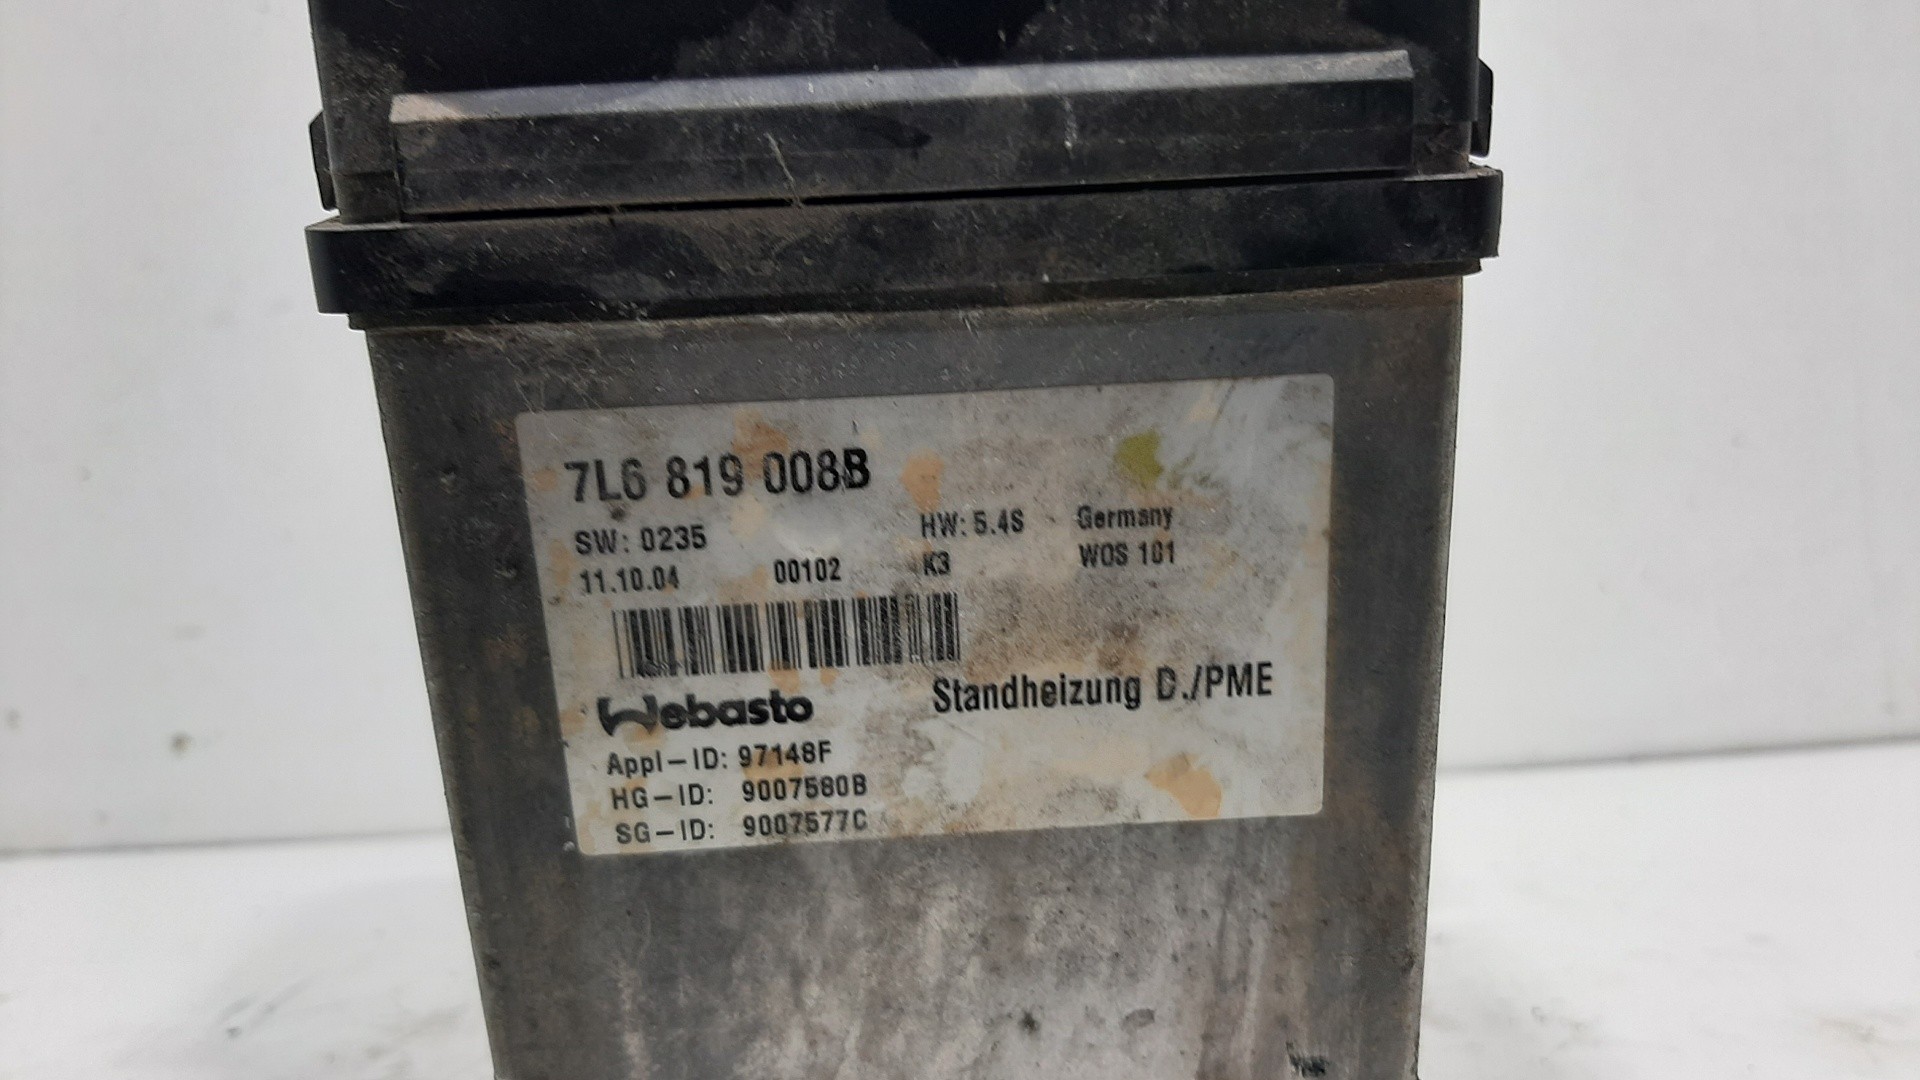 7L6 819 008B
SW: 0235 HW: 5.4S Germany
11.10.04 00102 K3 WOS 101
Webasto Standheizung D./PME
Appl-ID: 97148F
HG-ID: 9007580B
SG-ID: 9007577C